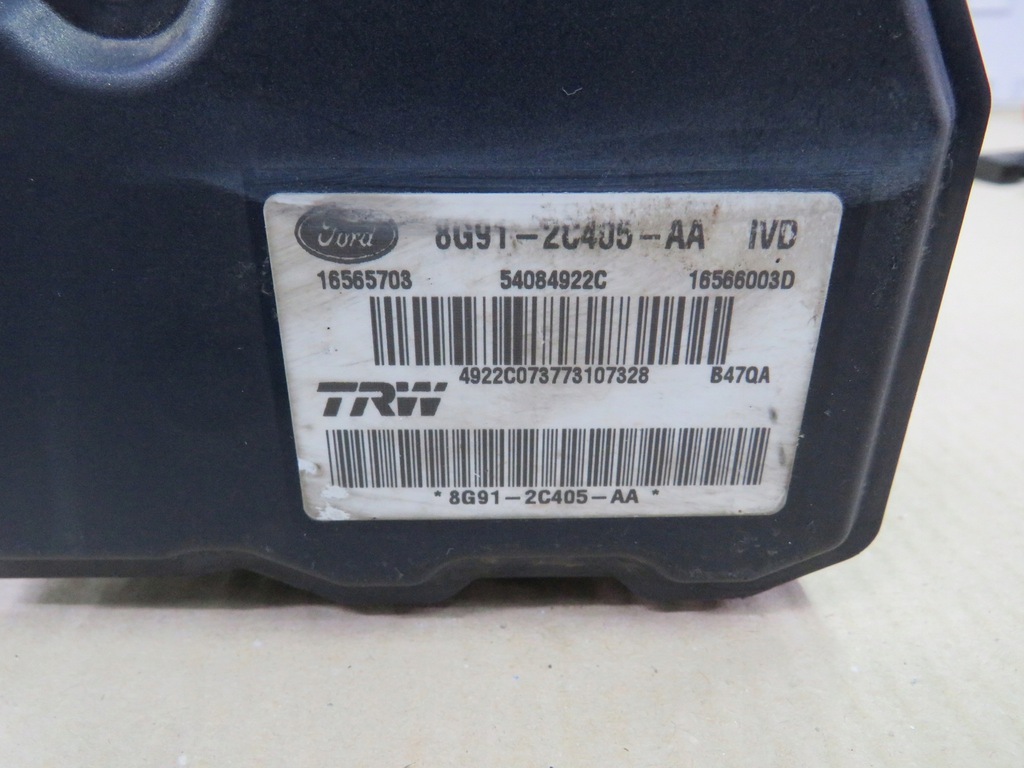 Ford 8G91-2C405-AA IVD
16565703 54084922C 16566003D
4922C073773107328 B47QA
TRW
*8G91-2C405-AA*